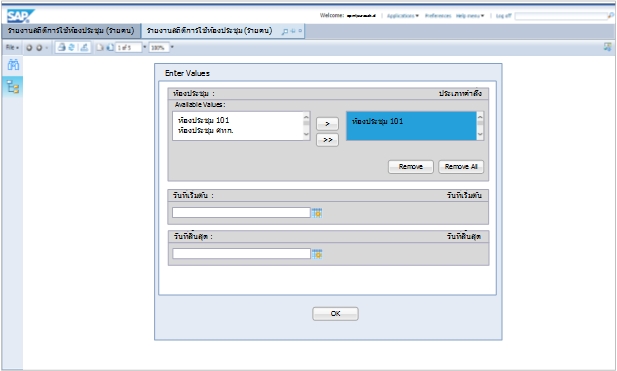 SAP
Welcome: | Applications ▾ Preferences Help menu ▾ | Log off
รายงานสถิติการใช้ห้องประชุม (รายคน) รายงานสถิติการใช้ห้องประชุม (รายคน)
File 1 of 1 100%
Enter Values
ห้องประชุม : ประเภทคำสั่ง
Available Values:
ห้องประชุม 101
ห้องประชุม ศทก.
>
>>
ห้องประชุม 101
Remove Remove All
วันที่เริ่มต้น : วันที่เริ่มต้น
วันที่สิ้นสุด : วันที่สิ้นสุด
OK